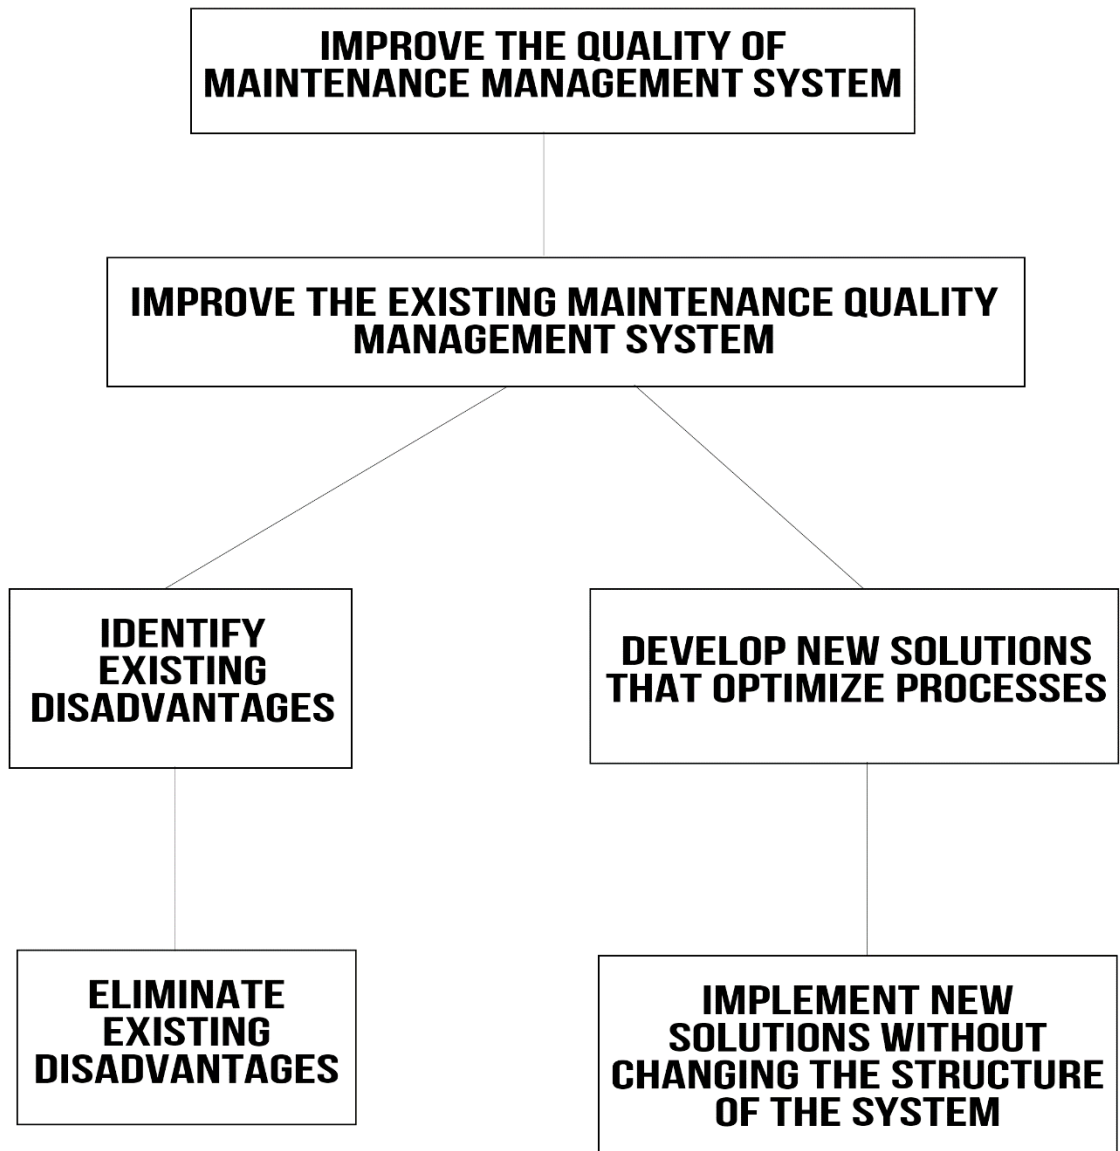 IMPROVE THE QUALITY OF
MAINTENANCE MANAGEMENT SYSTEM
IMPROVE THE EXISTING MAINTENANCE QUALITY
MANAGEMENT SYSTEM
IDENTIFY
EXISTING
DISADVANTAGES
DEVELOP NEW SOLUTIONS
THAT OPTIMIZE PROCESSES
ELIMINATE
EXISTING
DISADVANTAGES
IMPLEMENT NEW
SOLUTIONS WITHOUT
CHANGING THE STRUCTURE
OF THE SYSTEM